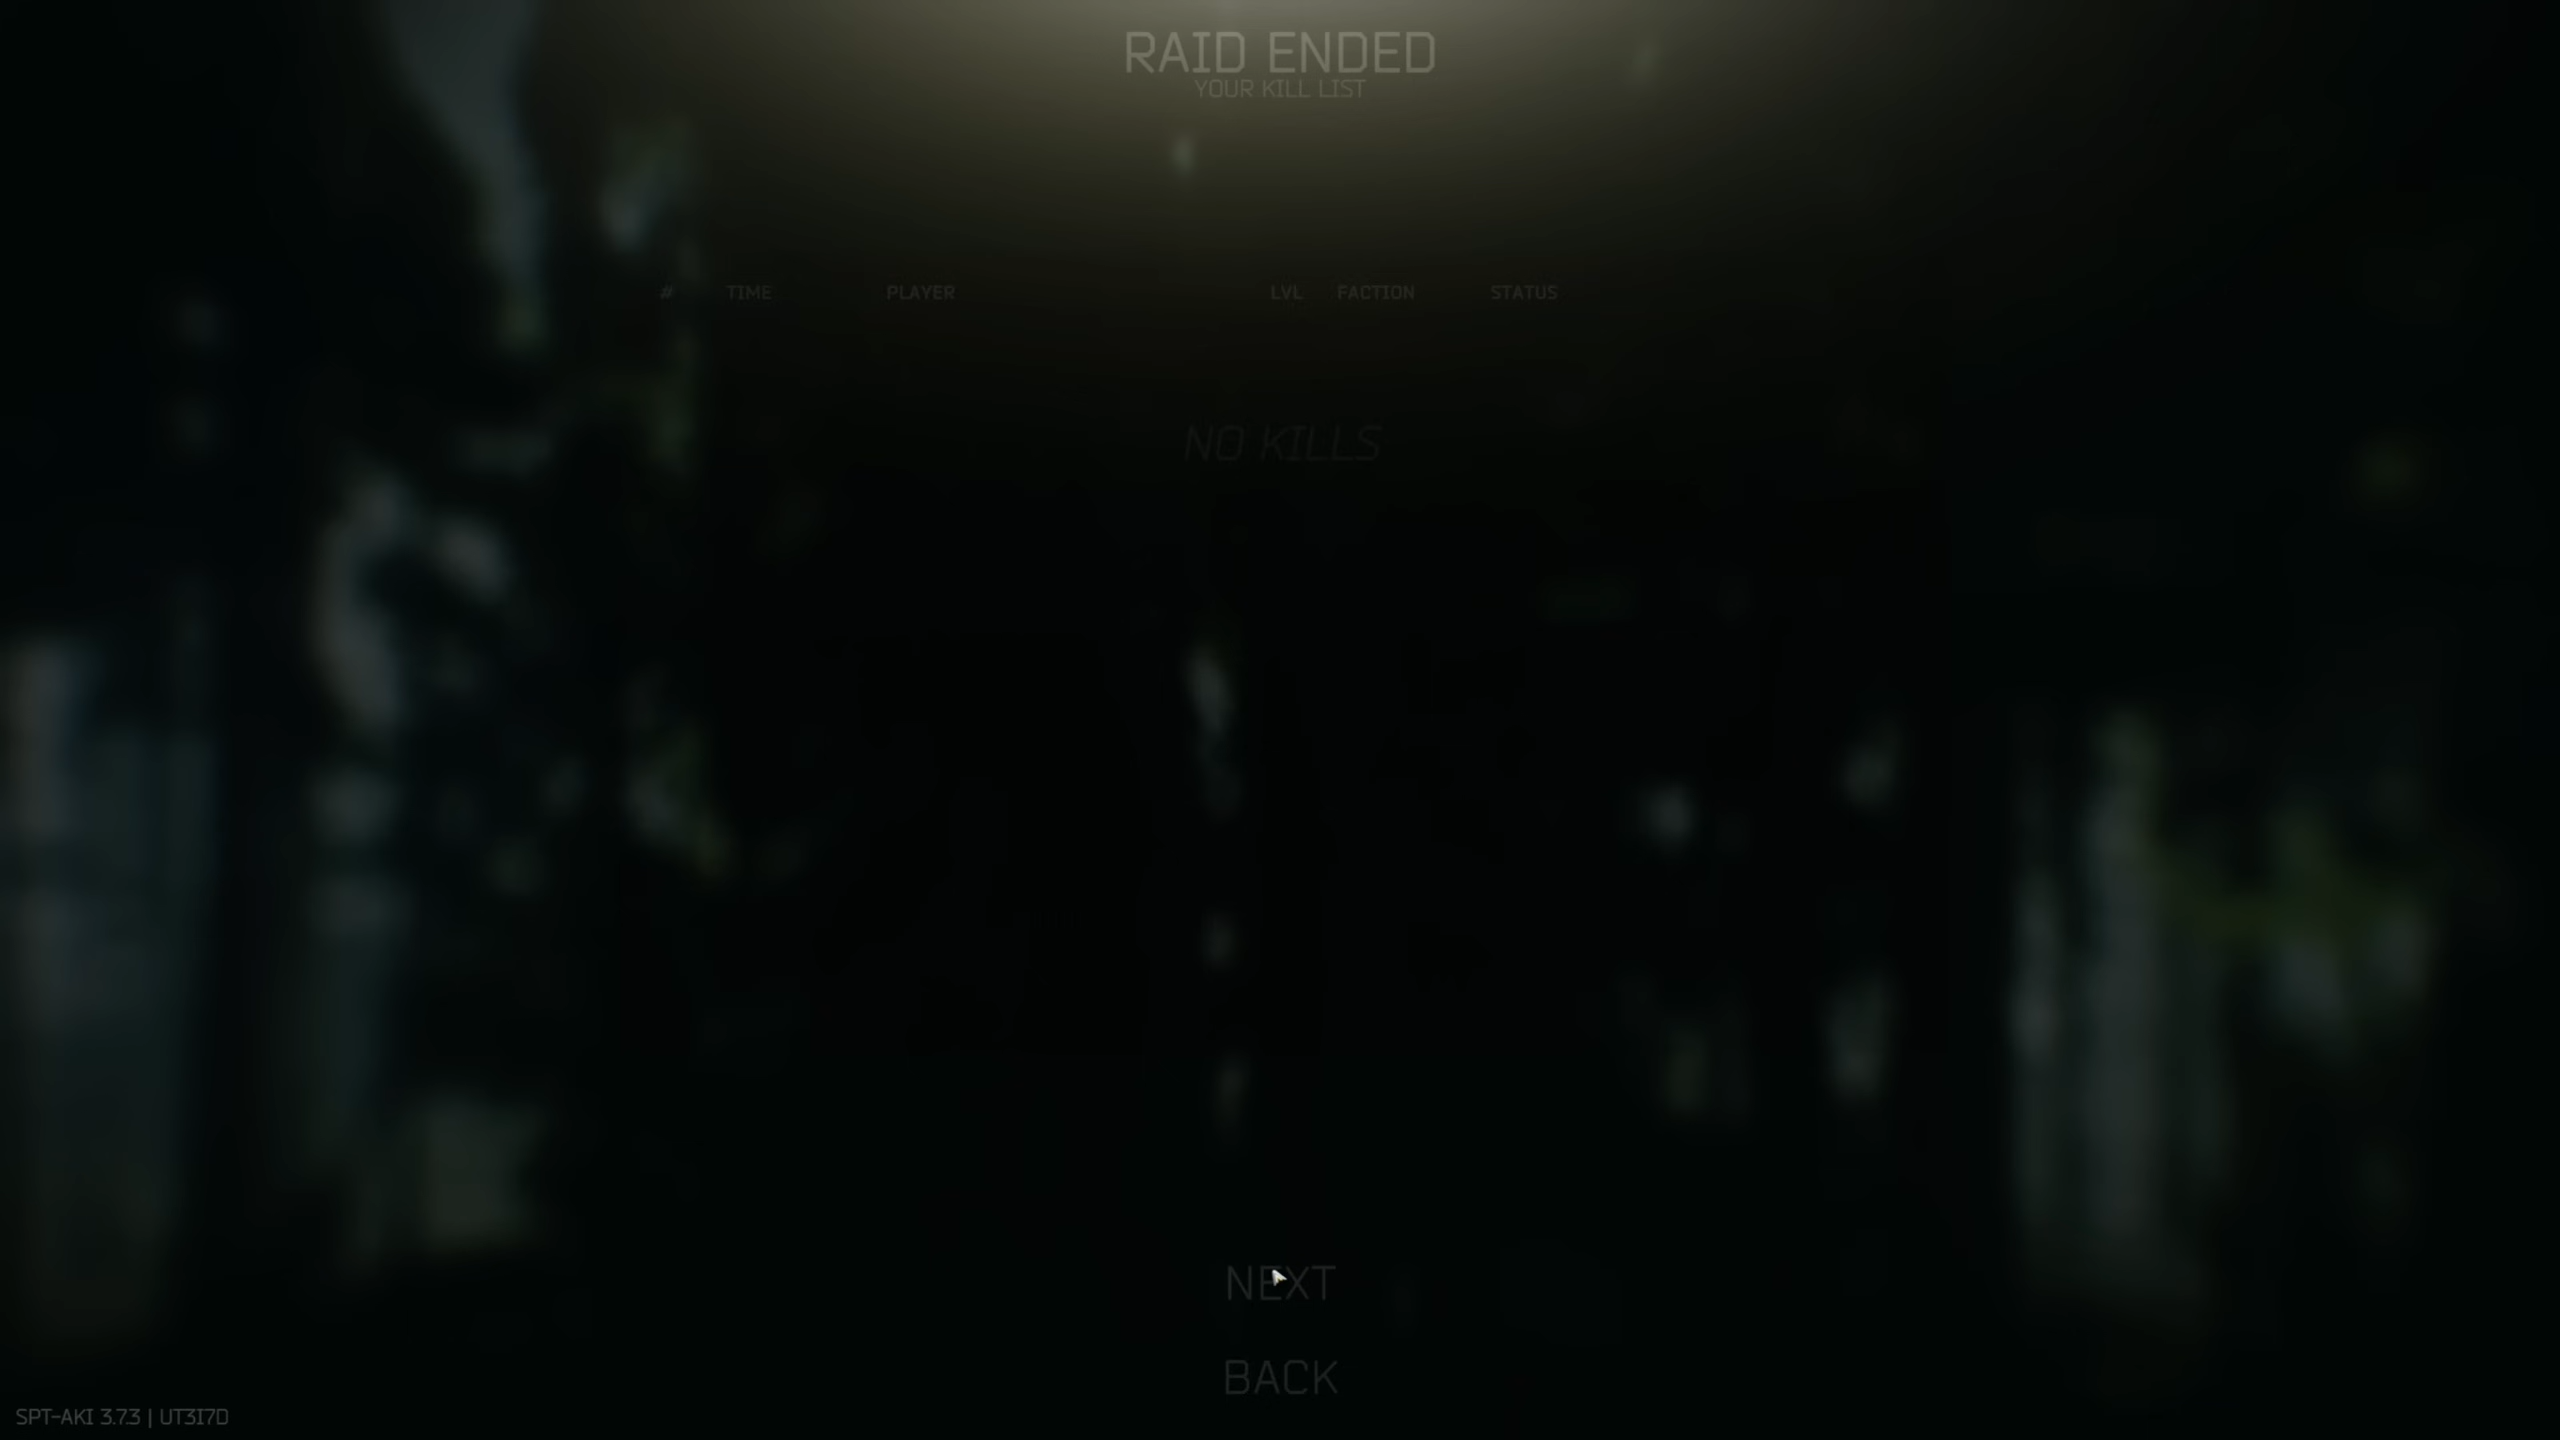 RAID ENDED
YOUR KILL LIST
# TIME PLAYER LVL FACTION STATUS
NO KILLS
NEXT
BACK
SPT-AKI 3.7.3 | UT3I7D